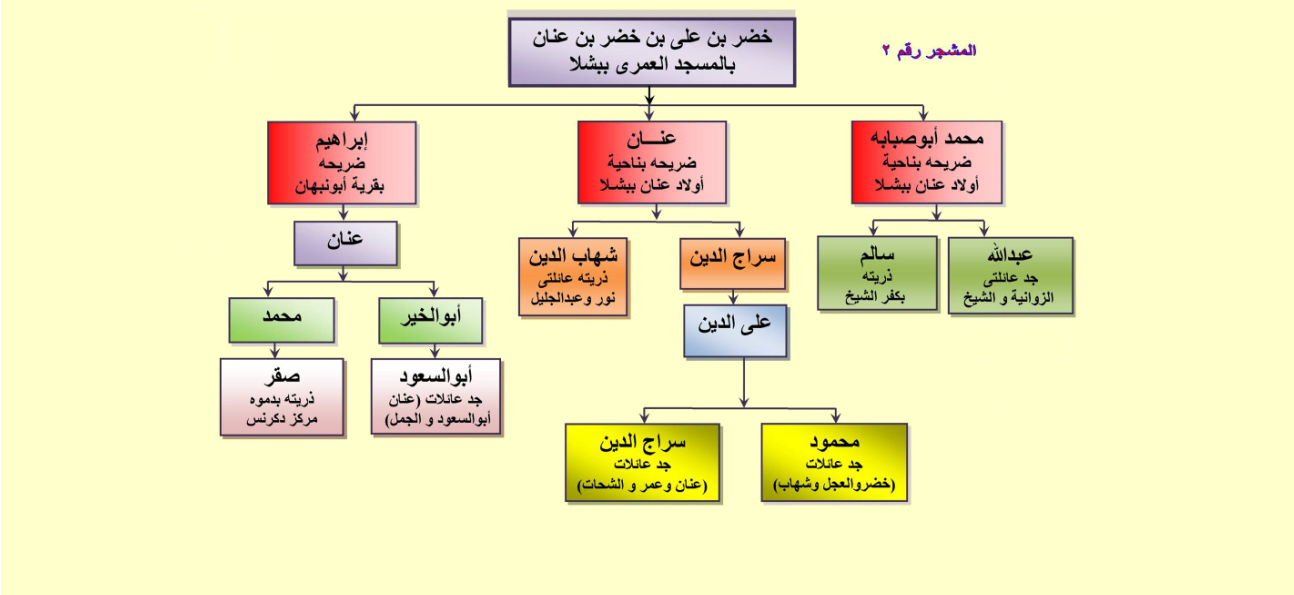 المشجر رقم ٢
خضر بن على بن خضر بن عنان
بالمسجد العمرى ببشلا
محمد أبوصبابه
ضريحه بناحية
أولاد عنان ببشلا
عنـــان
ضريحه بناحية
أولاد عنان ببشلا
إبراهيم
ضريحه
بقرية أبونبهان
عبدالله
جد عائلتى
الزوانية و الشيخ
سالم
ذريته
بكفر الشيخ
سراج الدين
شهاب الدين
ذريته عائلتى
نور وعبدالجليل
عنان
على الدين
أبوالخير
محمد
أبوالسعود
جد عائلات (عنان
أبوالسعود و الجمل)
صقر
ذريته بدموه
مركز دكرنس
محمود
جد عائلات
(خضروالعجل وشهاب)
سراج الدين
جد عائلات
(عنان وعمر و الشحات)